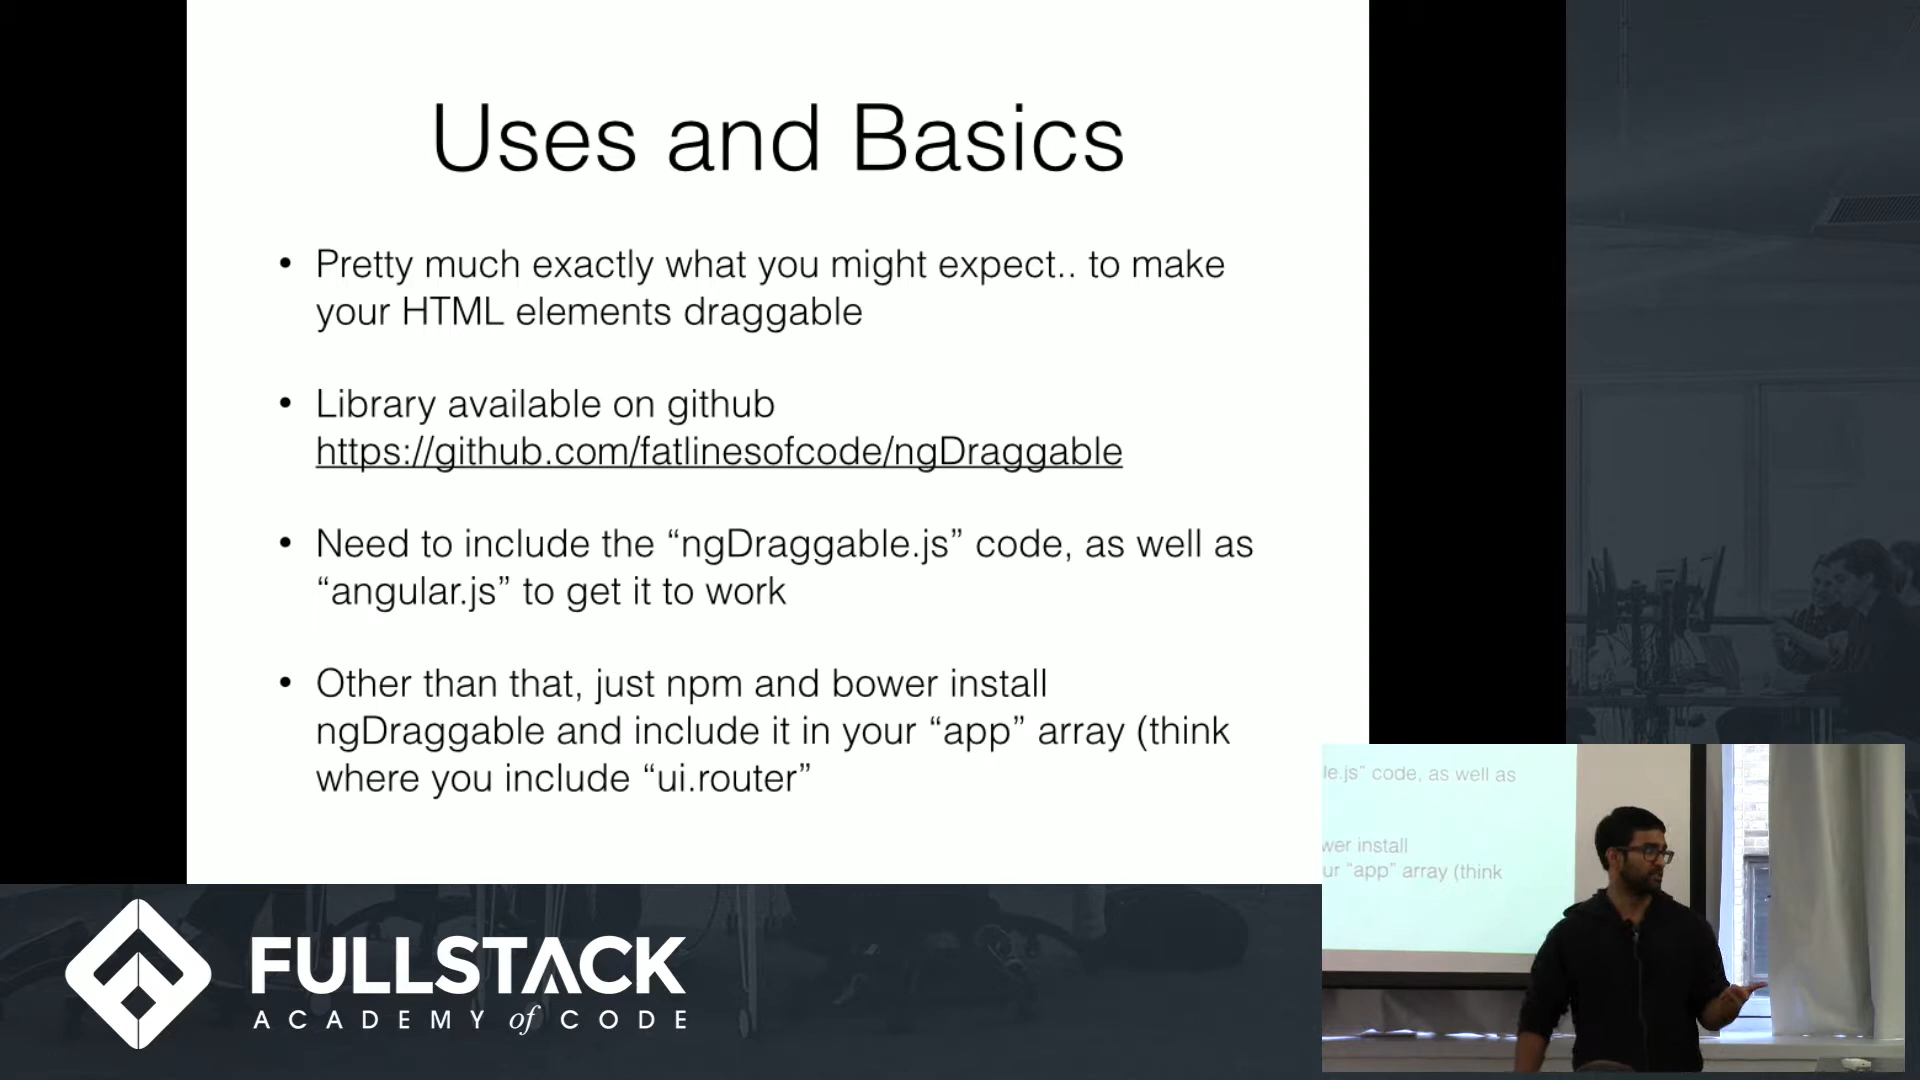 Uses and Basics
• Pretty much exactly what you might expect.. to make
your HTML elements draggable
• Library available on github
https://github.com/fatlinesofcode/ngDraggable
• Need to include the “ngDraggable.js” code, as well as
“angular.js” to get it to work
• Other than that, just npm and bower install
ngDraggable and include it in your “app” array (think
where you include “ui.router”
le.js” code, as well as
wer install
ur “app” array (think
FULLSTACK
ACADEMY of CODE